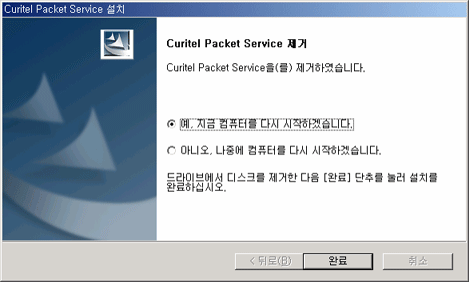 Curitel Packet Service 설치
Curitel Packet Service 제거
Curitel Packet Service을(를) 제거하였습니다.
예, 지금 컴퓨터를 다시 시작하겠습니다.
아니오, 나중에 컴퓨터를 다시 시작하겠습니다.
드라이브에서 디스크를 제거한 다음 [완료] 단추를 눌러 설치를
완료하십시오.
< 뒤로(B) 완료 취소